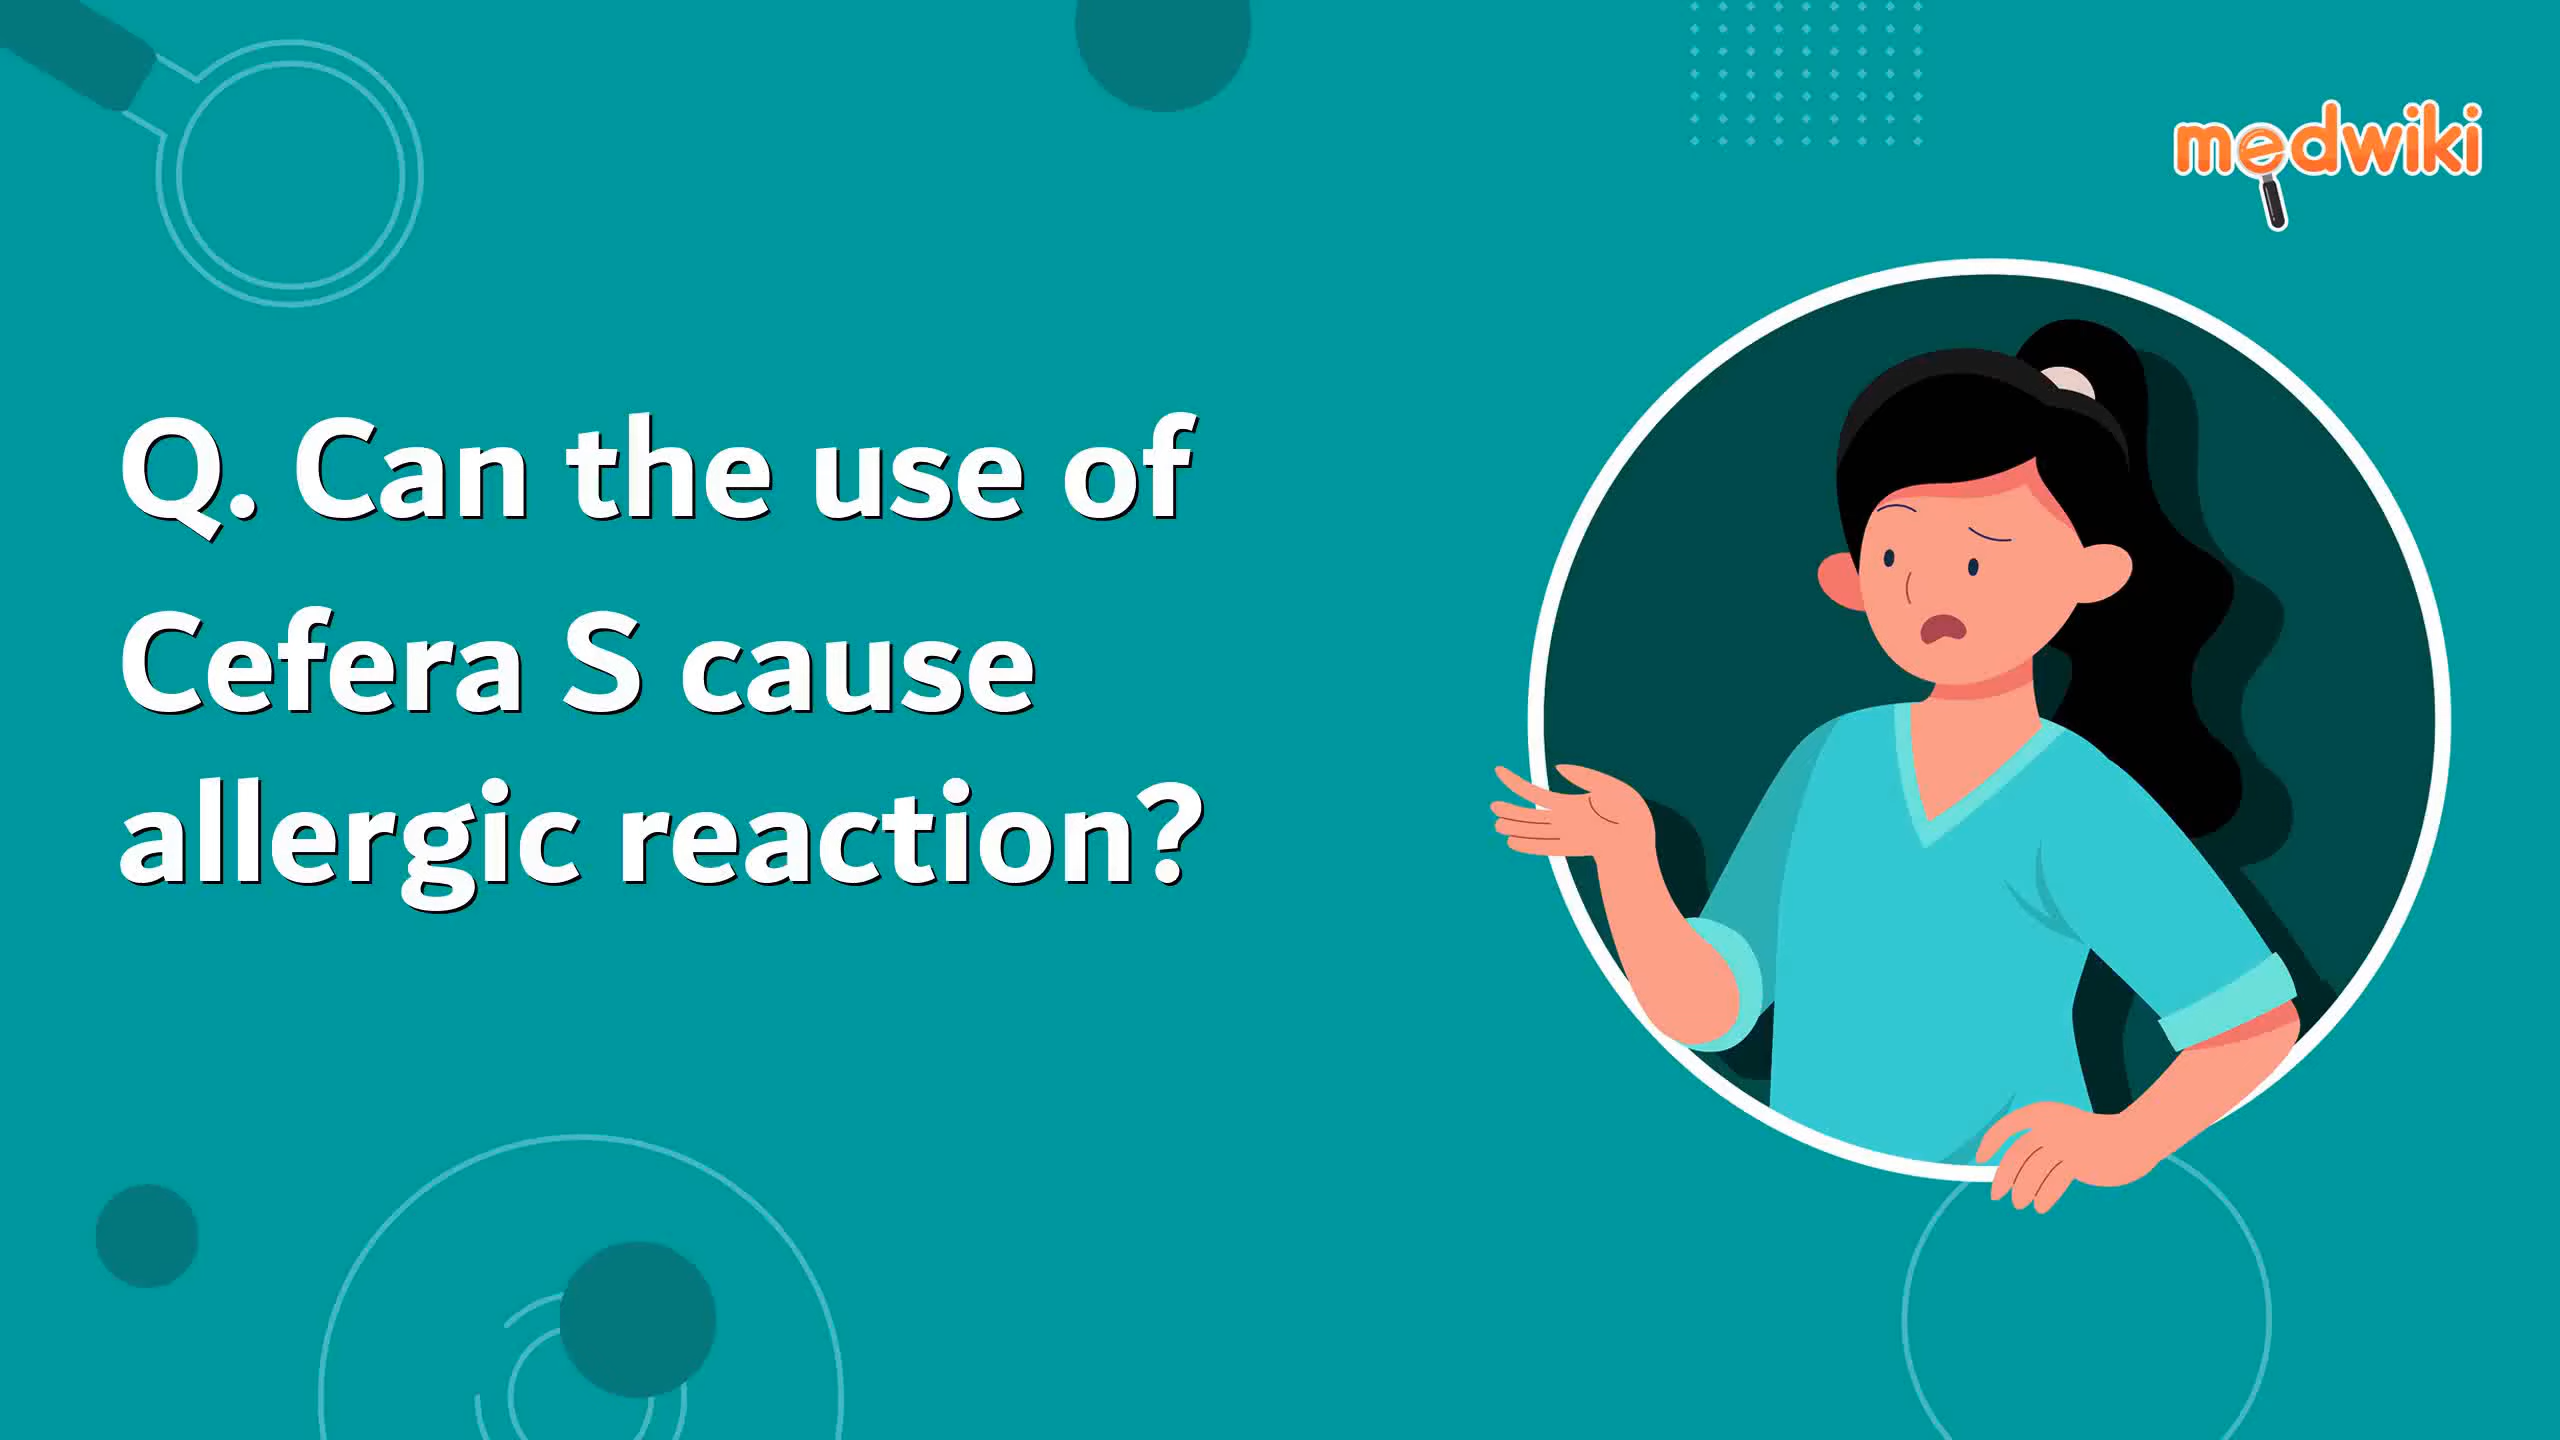 medwiki
Q. Can the use of
Cefera S cause
allergic reaction?